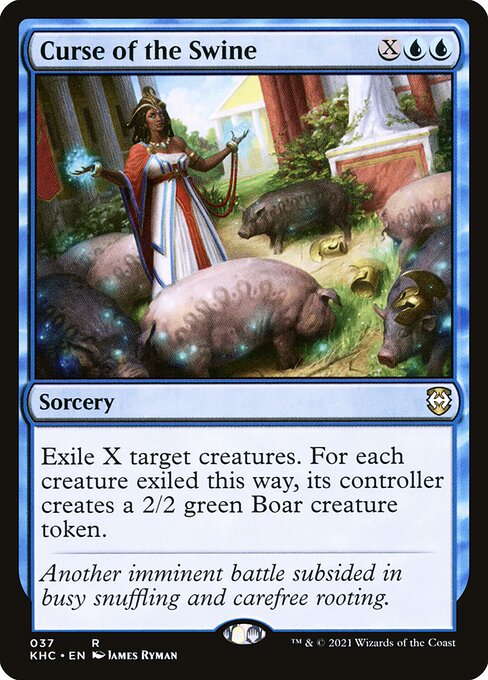 Curse of the Swine X
Sorcery
Exile X target creatures. For each
creature exiled this way, its controller
creates a 2/2 green Boar creature
token.
Another imminent battle subsided in
busy snuffling and carefree rooting.
037 R
KHC • EN James Ryman
™ & © 2021 Wizards of the Coast